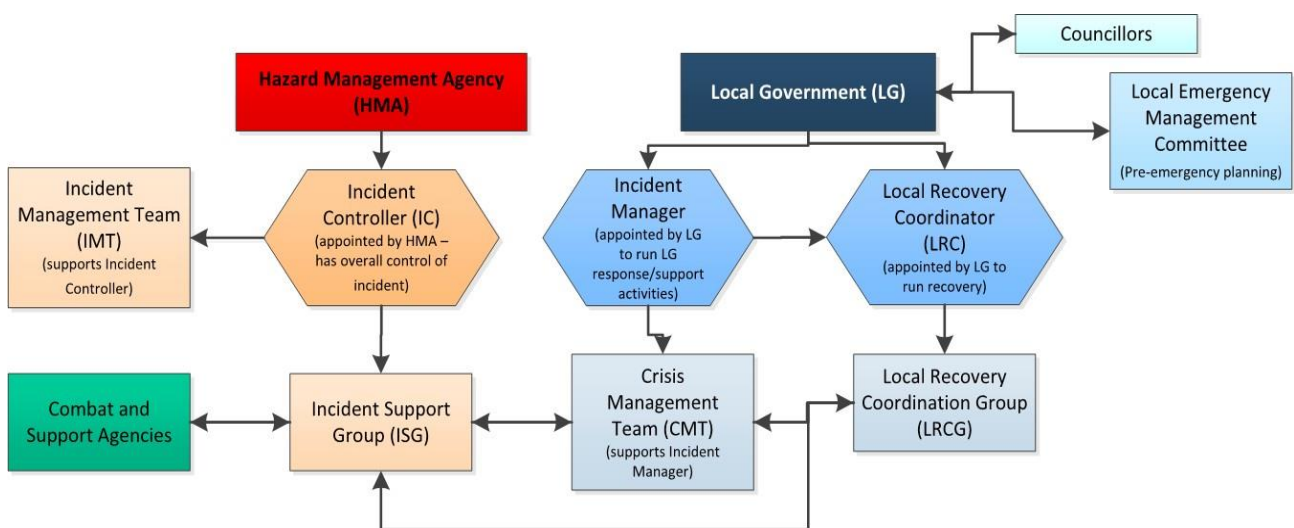 Councillors
Hazard Management Agency
(HMA)
Local Government (LG)
Local Emergency
Management
Committee
(Pre-emergency planning)
Incident
Management Team
(IMT)
(supports Incident
Controller)
Incident
Controller (IC)
(appointed by HMA –
has overall control of
incident)
Incident
Manager
(appointed by LG
to run LG
response/support
activities)
Local Recovery
Coordinator
(LRC)
(appointed by LG to
run recovery)
Combat and
Support Agencies
Incident Support
Group (ISG)
Crisis
Management
Team (CMT)
(supports Incident
Manager)
Local Recovery
Coordination Group
(LRCG)